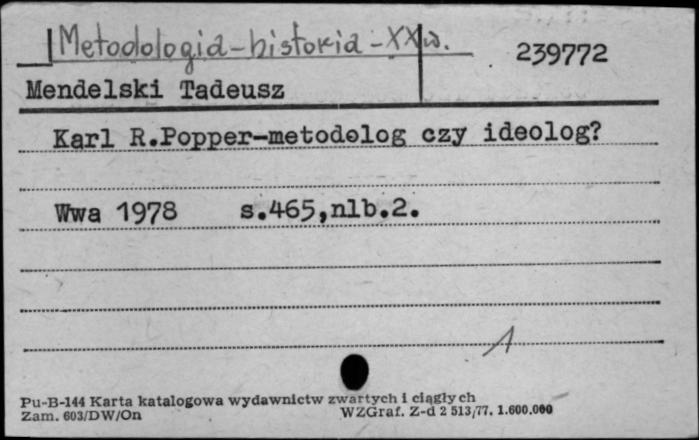 Metodologia-historia-XXw.
239772
Mendelski Tadeusz
Karl R.Popper-metodolog czy ideolog?
Wwa 1978 s.465,nlb.2.
1
Pu-B-144 Karta katalogowa wydawnictw zwartych i ciągłych
Zam. 603/DW/On WZGraf. Z-d 2 513/77. 1.600.000